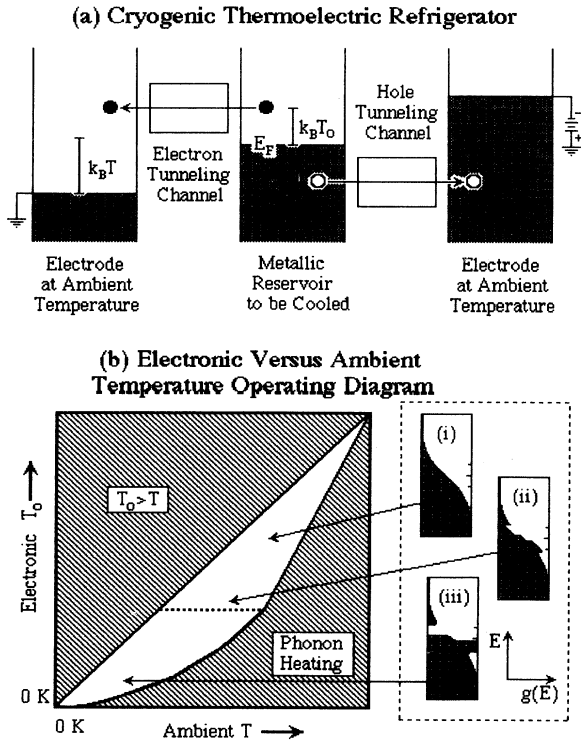 (a) Cryogenic Thermoelectric Refrigerator
Hole
Tunneling
Channel
k_BT_O
E_F
k_BT
Electron
Tunneling
Channel
Electrode
at Ambient
Temperature
Metallic
Reservoir
to be Cooled
Electrode
at Ambient
Temperature
(b) Electronic Versus Ambient
Temperature Operating Diagram
(i)
(ii)
(iii)
T_O>T
Electronic T_O
Phonon
Heating
E
g(E)
0 K
0 K
Ambient T